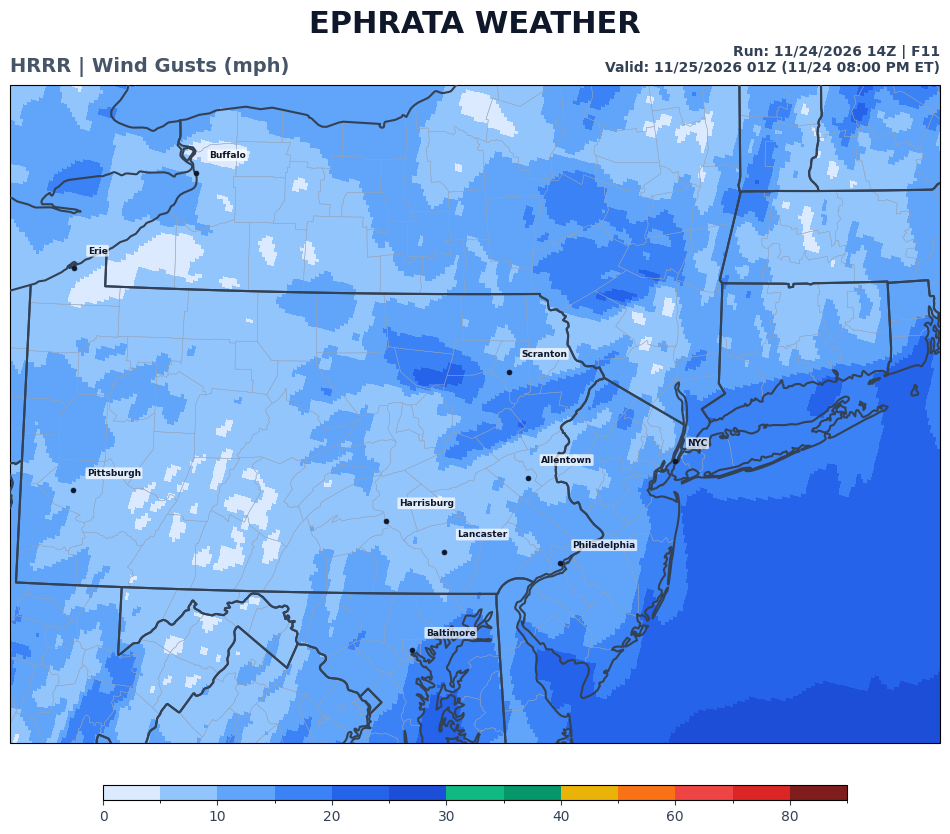 EPHRATA WEATHER
HRRR | Wind Gusts (mph)
Run: 11/24/2026 14Z | F11
Valid: 11/25/2026 01Z (11/24 08:00 PM ET)
Buffalo
Erie
Scranton
NYC
Allentown
Pittsburgh
Harrisburg
Lancaster
Philadelphia
Baltimore
0 10 20 30 40 50 60 70 80